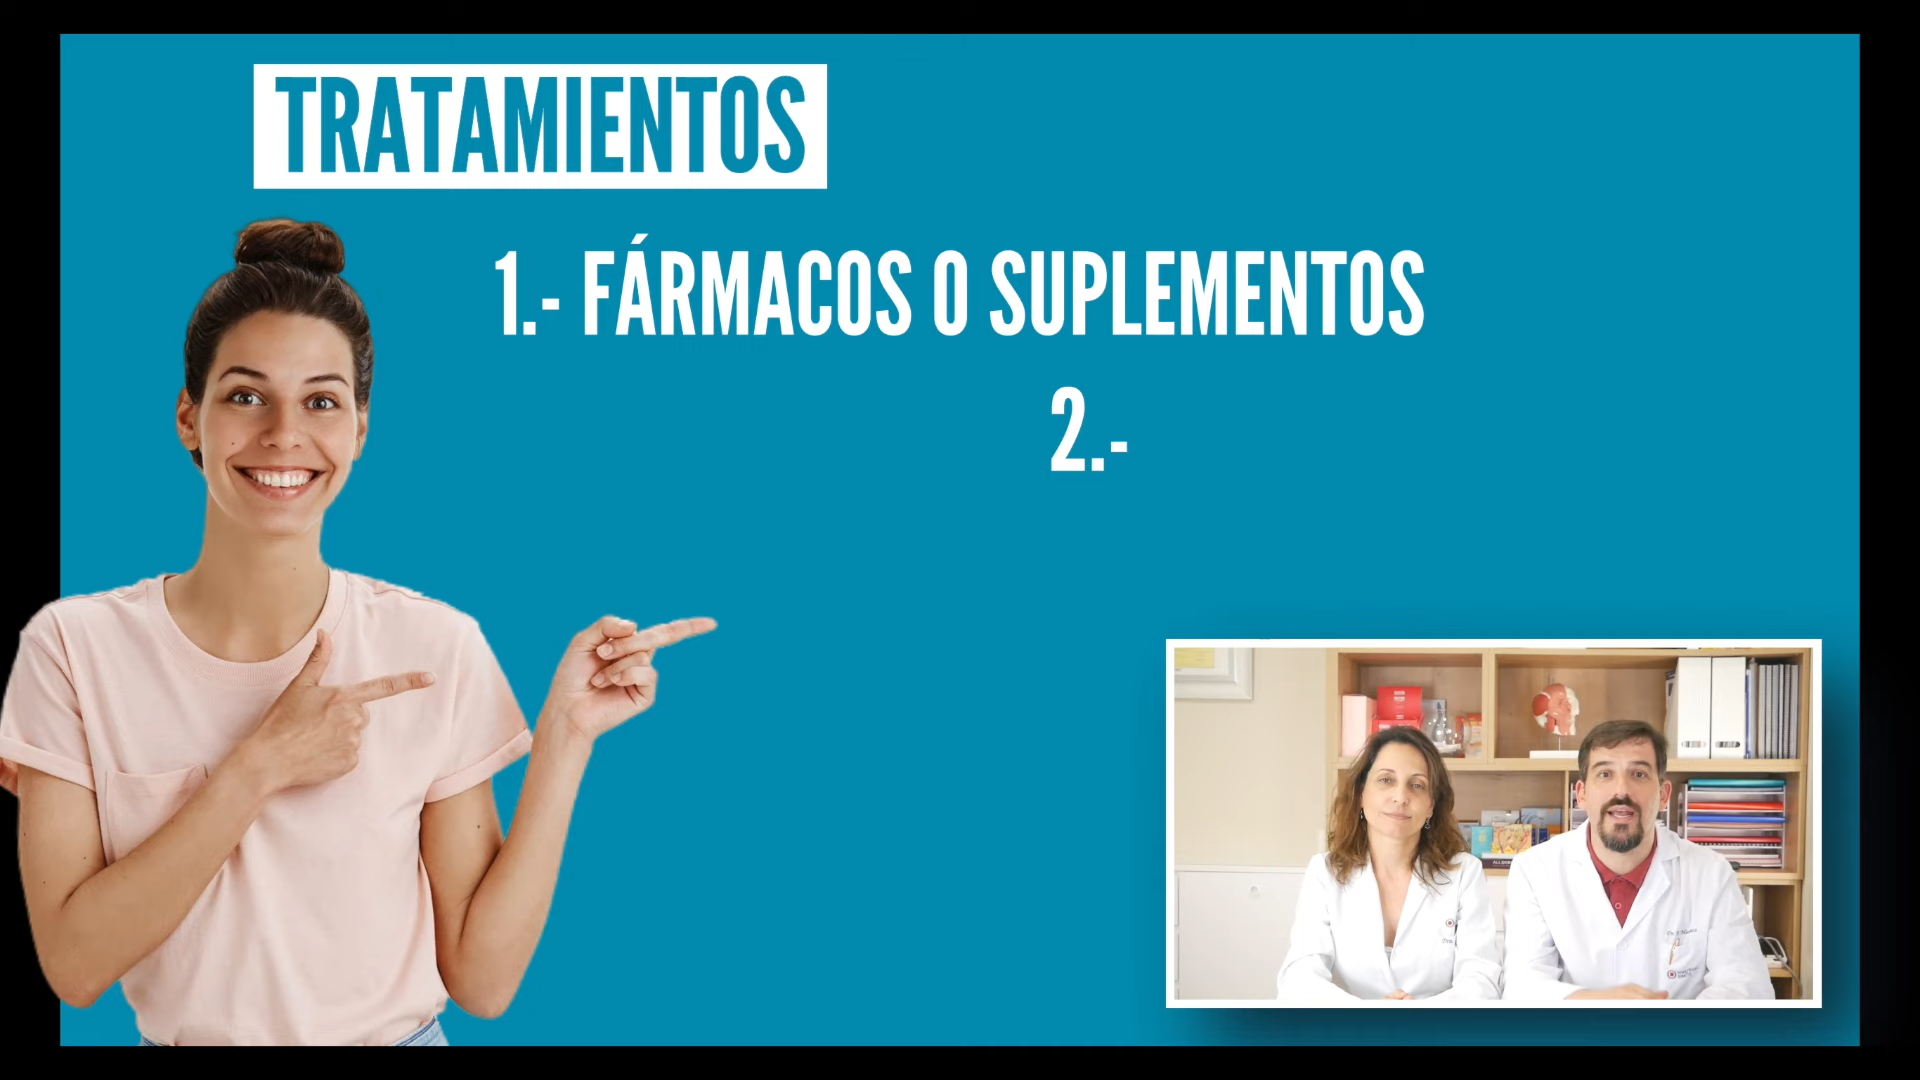 TRATAMIENTOS
1.- FÁRMACOS O SUPLEMENTOS
2.-